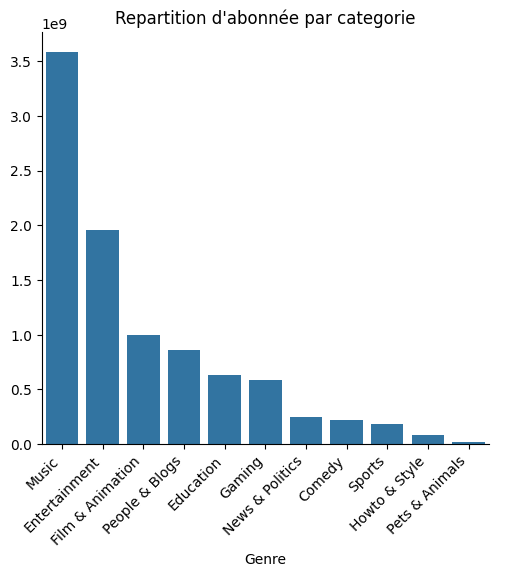 Repartition d'abonnée par categorie
1e9
3.5
3.0
2.5
2.0
1.5
1.0
0.5
0.0
Music
Entertainment
Film & Animation
People & Blogs
Education
Gaming
News & Politics
Comedy
Sports
Howto & Style
Pets & Animals
Genre